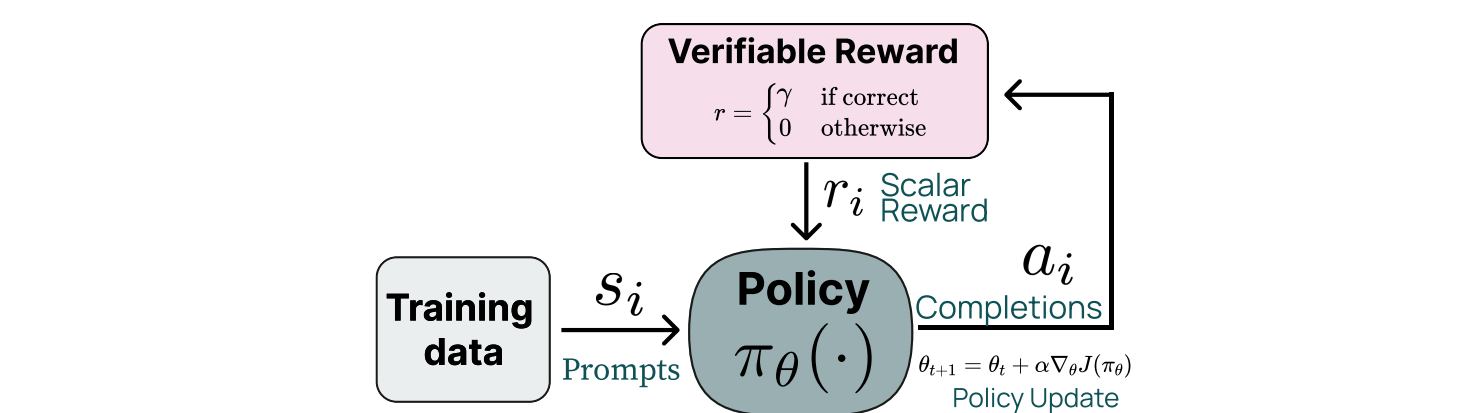 Verifiable Reward
r = { γ if correct
0 otherwise
r_i Scalar
Reward
a_i
Completions
Training
data
s_i
Prompts
Policy
π_θ(·)
θ_{t+1} = θ_t + α∇_θJ(π_θ)
Policy Update